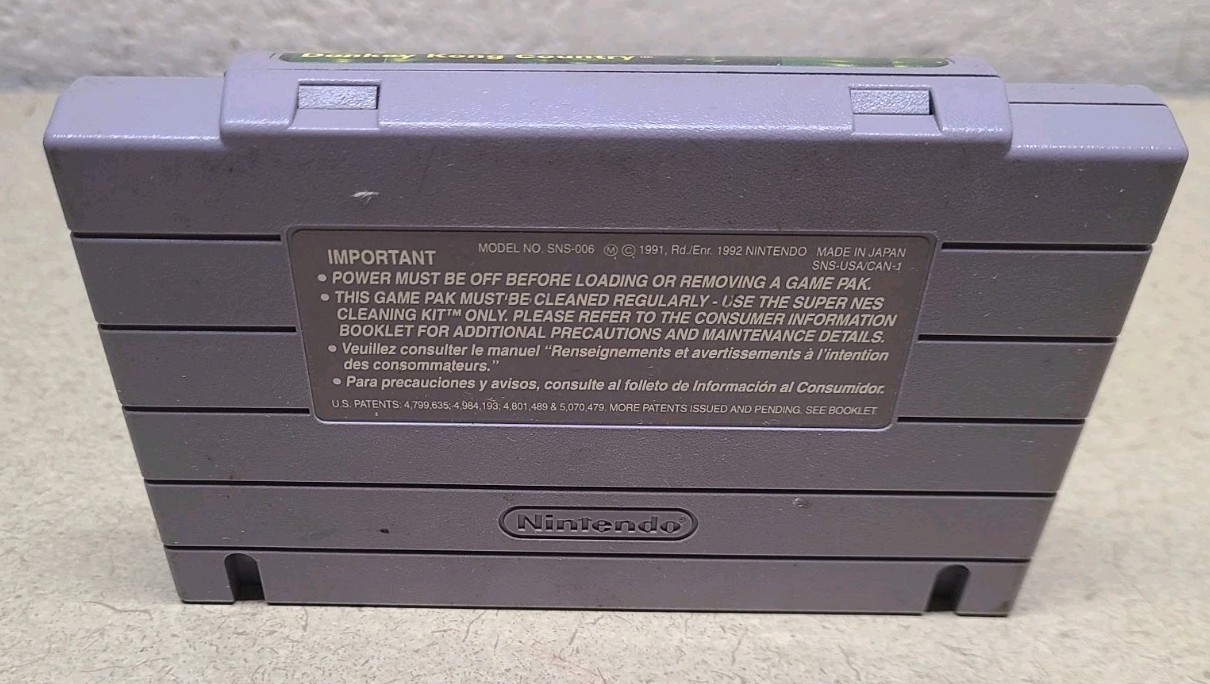 Donkey Kong Country™
IMPORTANT
MODEL NO. SNS-006 Ⓜ Ⓒ 1991, Rd./Enr. 1992 NINTENDO MADE IN JAPAN
SNS-USA/CAN-1
• POWER MUST BE OFF BEFORE LOADING OR REMOVING A GAME PAK.
• THIS GAME PAK MUST BE CLEANED REGULARLY - USE THE SUPER NES
CLEANING KIT™ ONLY. PLEASE REFER TO THE CONSUMER INFORMATION
BOOKLET FOR ADDITIONAL PRECAUTIONS AND MAINTENANCE DETAILS.
• Veuillez consulter le manuel “Renseignements et avertissements à l’intention
des consommateurs.”
• Para precauciones y avisos, consulte al folleto de Información al Consumidor.
U.S. PATENTS: 4,799,635; 4,984,193; 4,801,489 & 5,070,479. MORE PATENTS ISSUED AND PENDING. SEE BOOKLET
Nintendo®